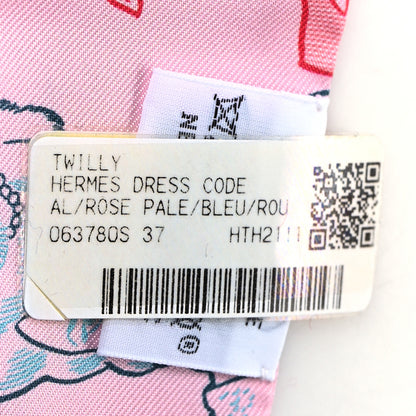 TWILLY
HERMES DRESS CODE
AL/ROSE PALE/BLEU/ROU
063780S 37 HTH2111